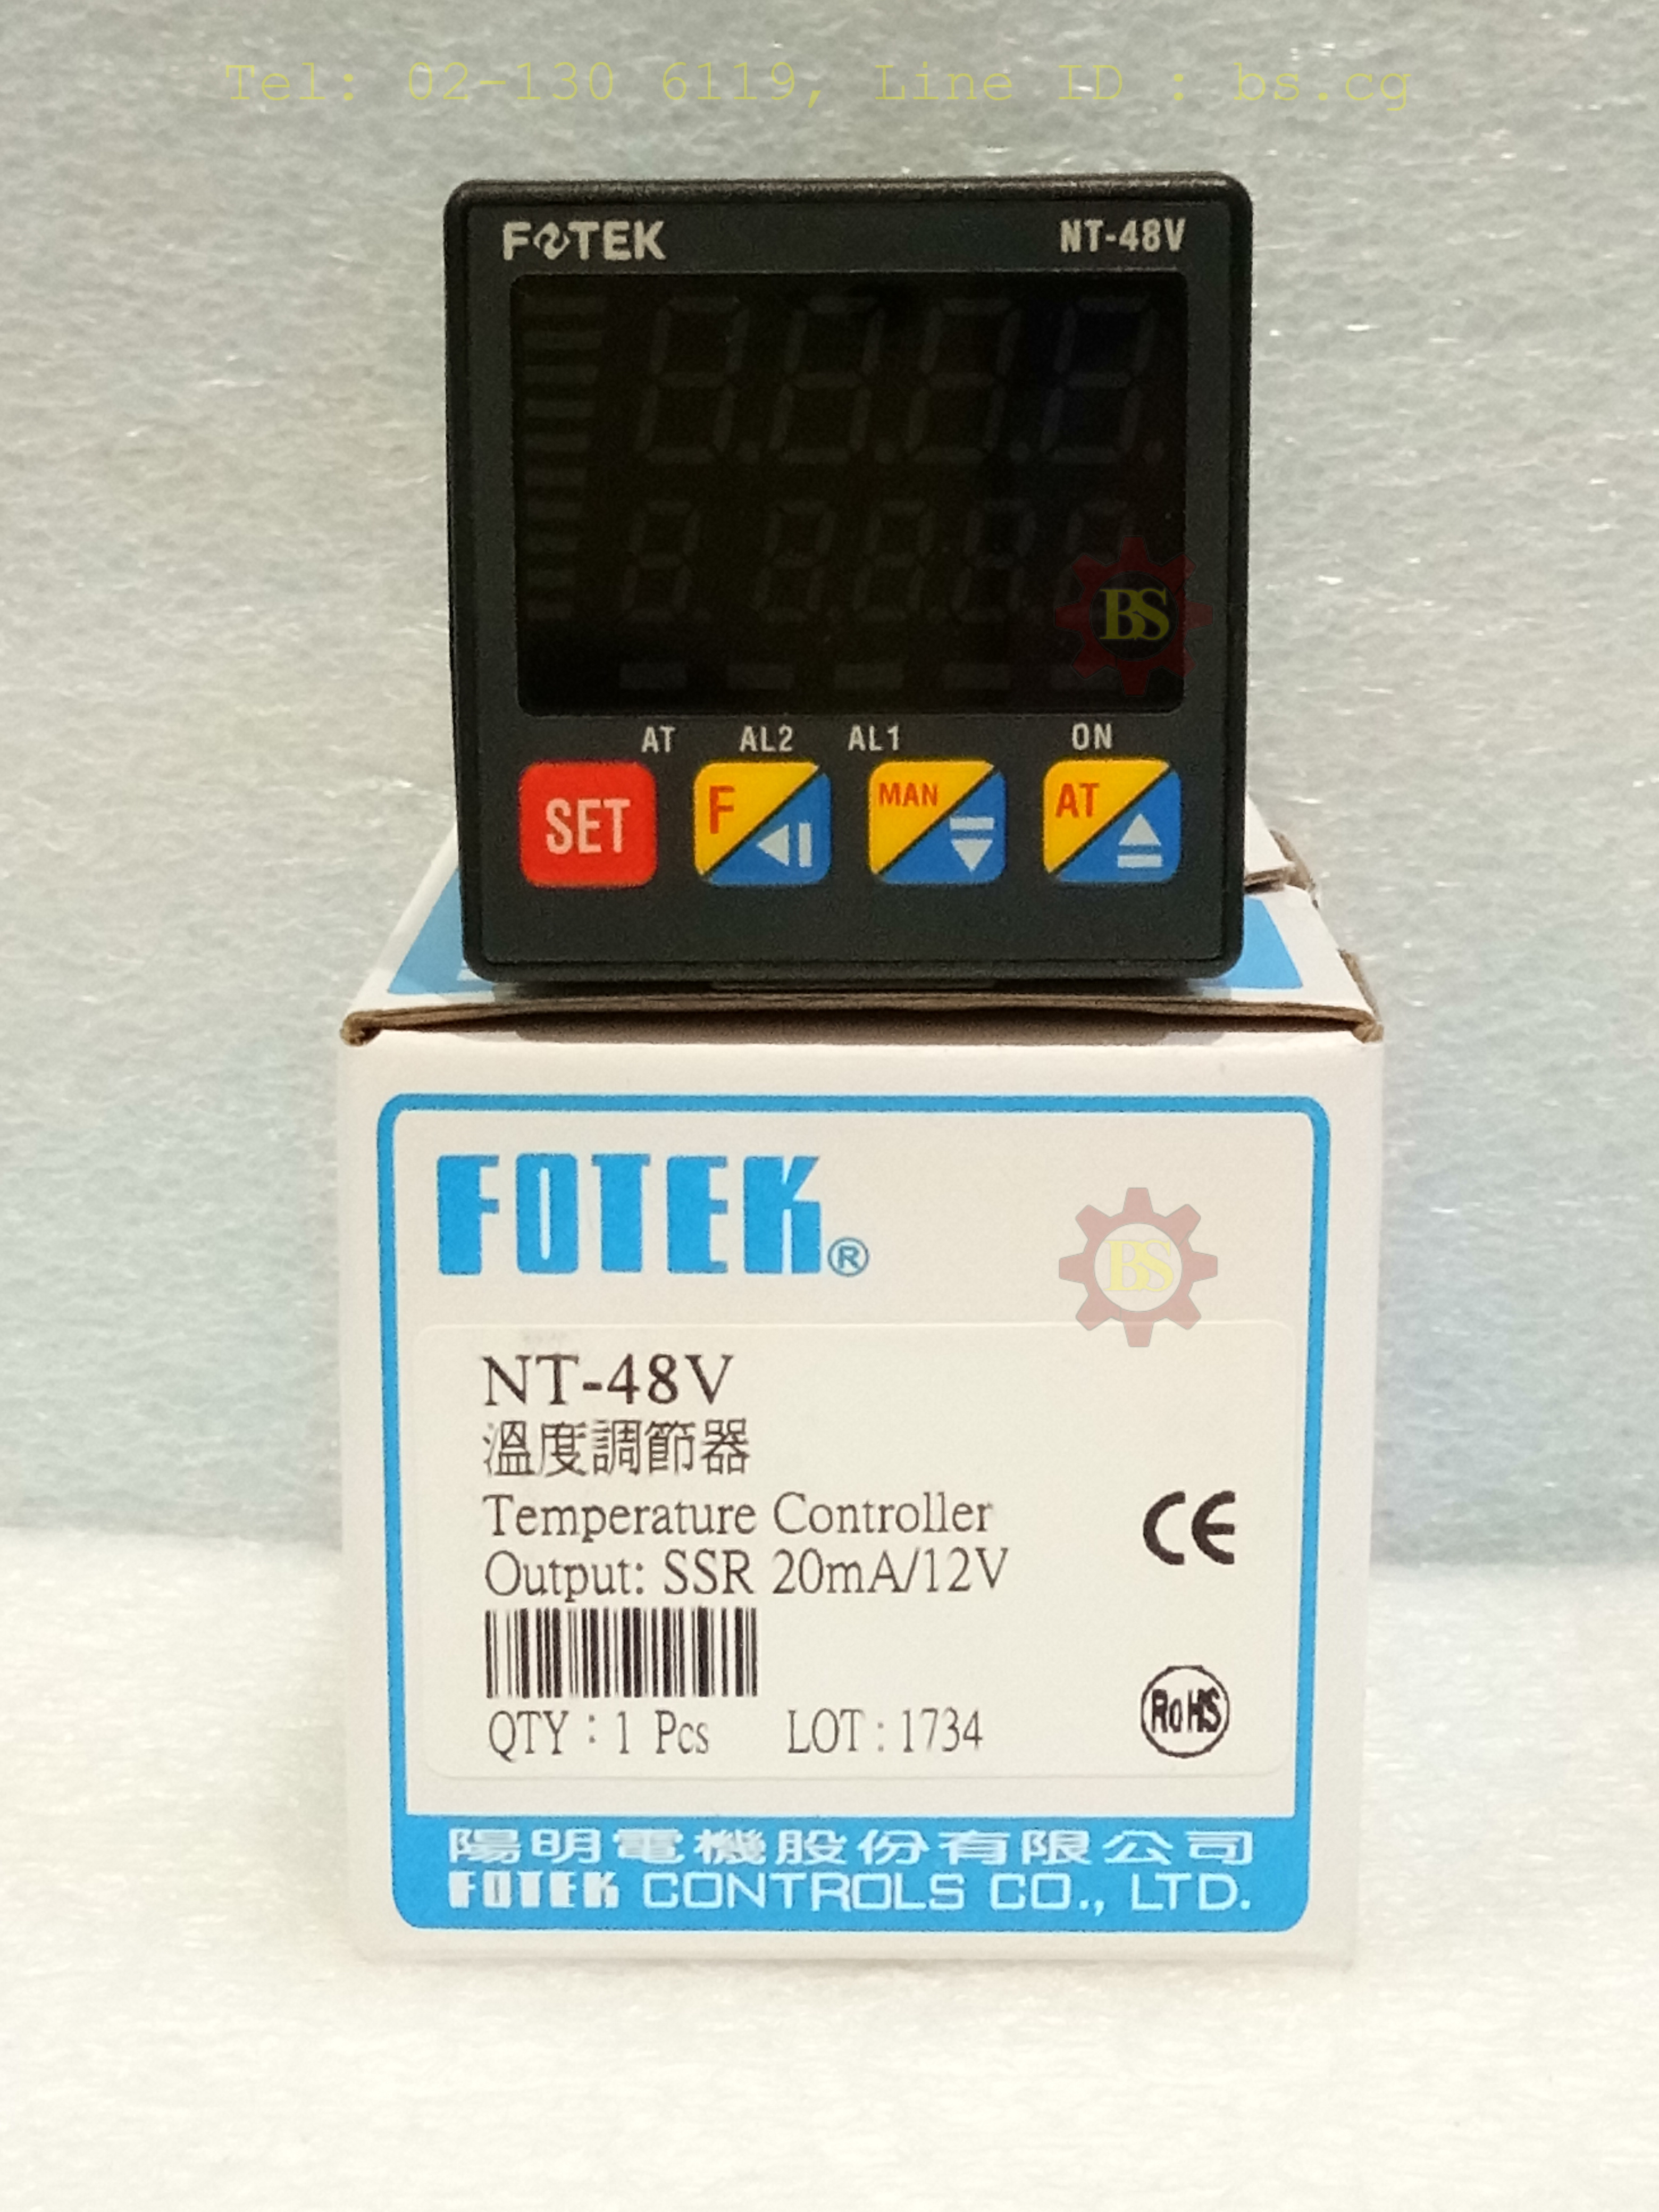 Tel: 02-130 6119, Line ID : bs.cg
FOTEK
NT-48V
BS
AT AL2 AL1 ON
SET F MAN AT
FOTEK®
BS
NT-48V
溫度調節器
Temperature Controller
Output: SSR 20mA/12V
CE
QTY：1 Pcs LOT : 1734
RoHS
陽明電機股份有限公司
FOTEK CONTROLS CO., LTD.